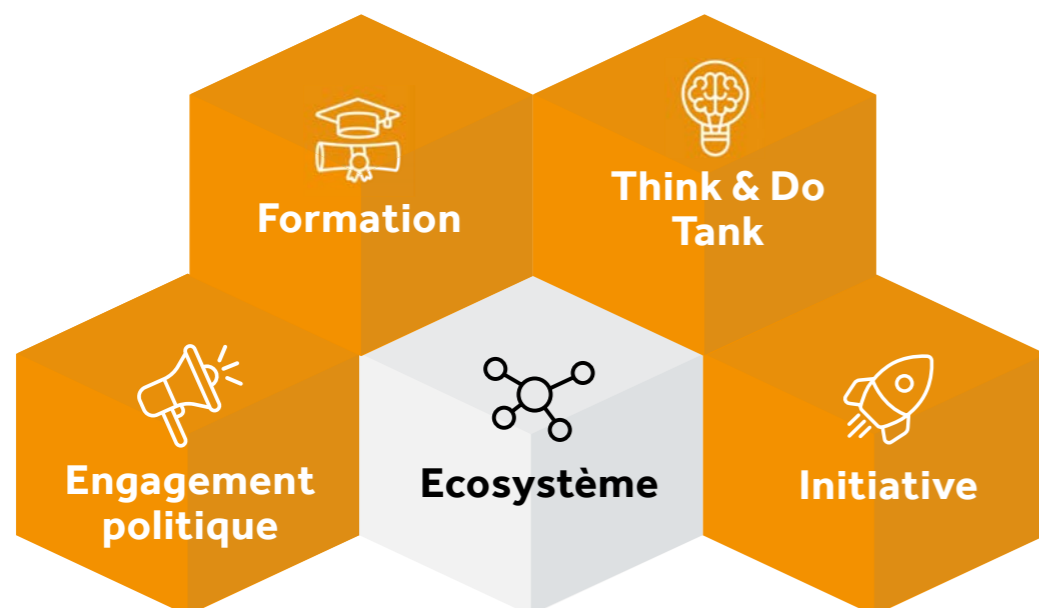 Formation
Think & Do
Tank
Engagement
politique
Ecosystème
Initiative